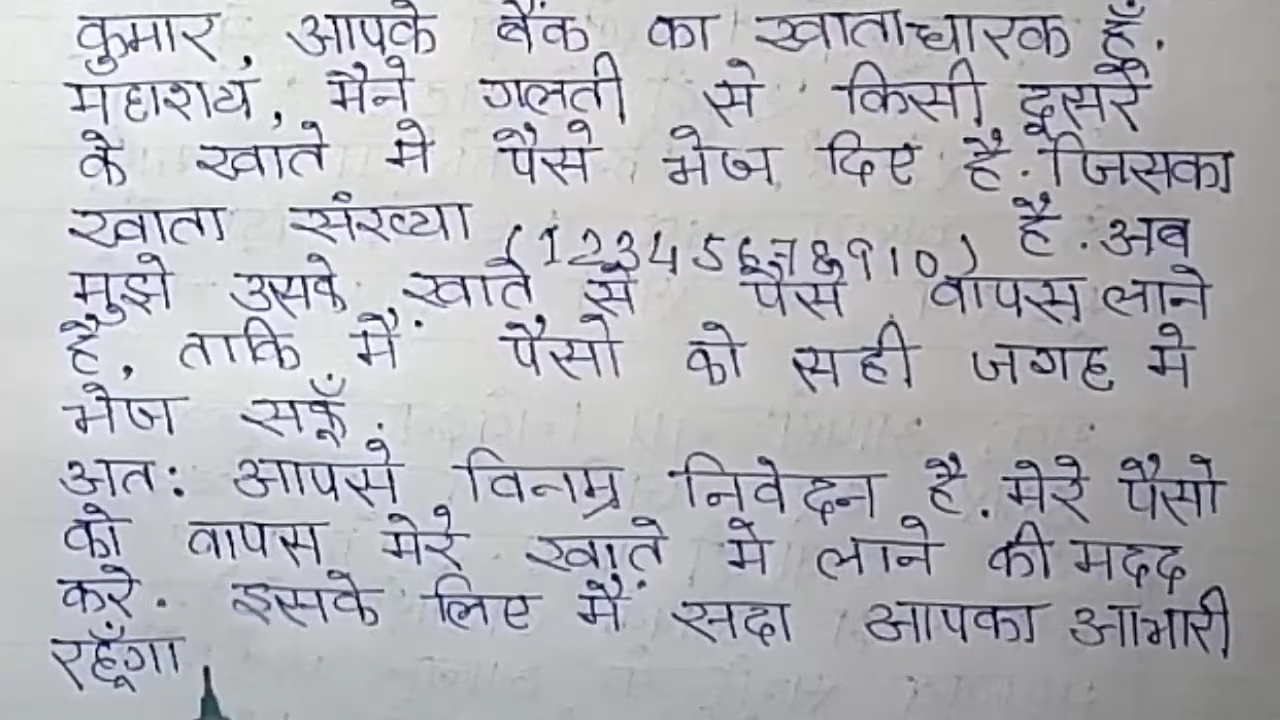 कुमार, आपके बैंक का खाताधारक हूँ.
महाशय, मैने गलती से किसी दूसरे
के खाते मे पैसे भेज दिए है. जिसका
खाता संख्या (12345678910) है. अब
मुझे उसके खाते से पैसे वापस लाने
है, ताकि मैं पैसो को सही जगह मे
भेज सकूँ.
अत: आपसे विनम्र निवेदन है. मेरे पैसो
को वापस मेरे खाते मे लाने की मदद
करे. इसके लिए मैं सदा आपका आभारी
रहूँगा